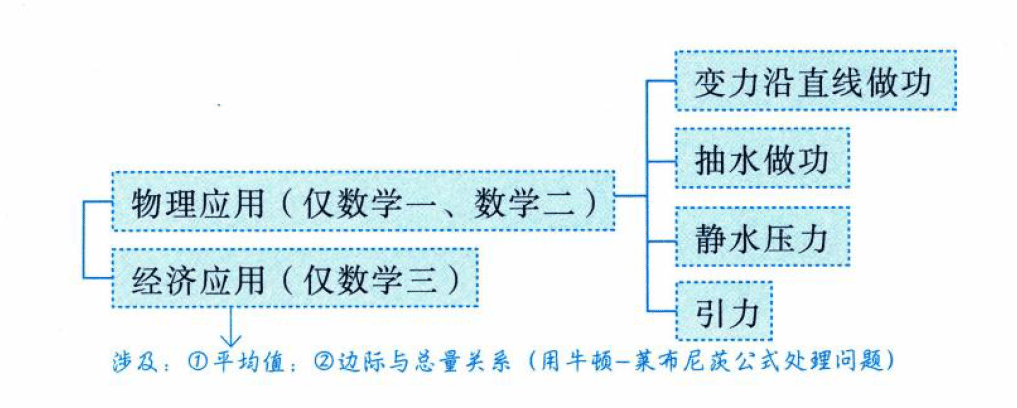 变力沿直线做功
抽水做功
物理应用（仅数学一、数学二）
静水压力
经济应用（仅数学三）
引力
涉及：①平均值；②边际与总量关系（用牛顿-莱布尼茨公式处理问题）